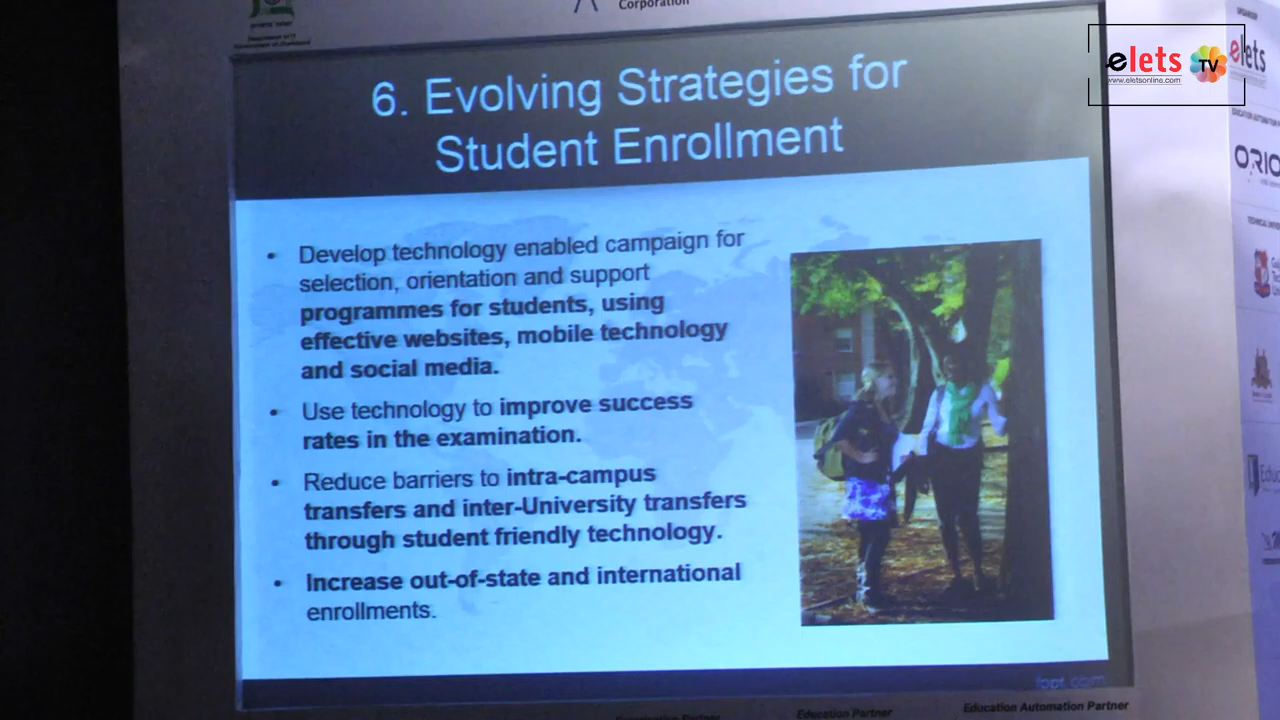 Corporation
elets TV
www.eletsonline.com
elets
6. Evolving Strategies for
Student Enrollment
• Develop technology enabled campaign for
selection, orientation and support
programmes for students, using
effective websites, mobile technology
and social media.
• Use technology to improve success
rates in the examination.
• Reduce barriers to intra-campus
transfers and inter-University transfers
through student friendly technology.
• Increase out-of-state and international
enrollments.
Education Partner
Education Automation Partner